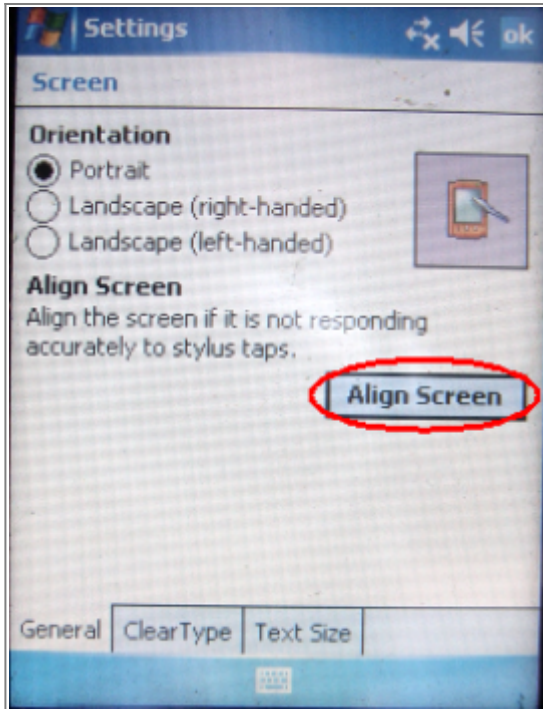 Settings
ok
Screen
Orientation
Portrait
Landscape (right-handed)
Landscape (left-handed)
Align Screen
Align the screen if it is not responding
accurately to stylus taps.
Align Screen
General ClearType Text Size